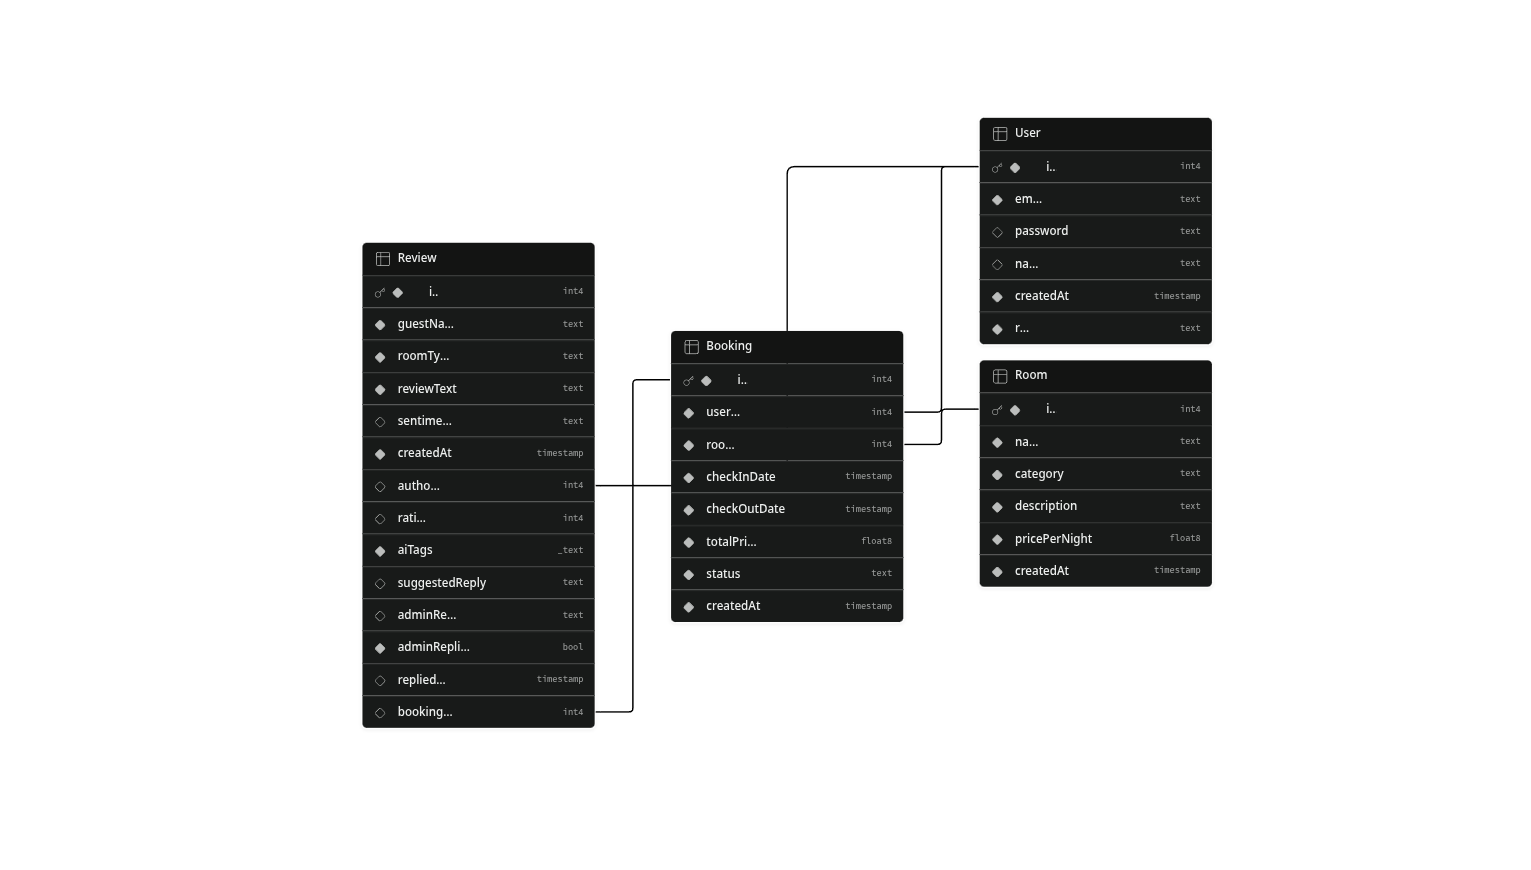 User
i.. int4
em... text
password text
na... text
createdAt timestamp
r... text
Review
i.. int4
guestNa... text
roomTy... text
reviewText text
sentime... text
createdAt timestamp
autho... int4
rati... int4
aiTags _text
suggestedReply text
adminRe... text
adminRepli... bool
replied... timestamp
booking... int4
Booking
i.. int4
user... int4
roo... int4
checkInDate timestamp
checkOutDate timestamp
totalPri... float8
status text
createdAt timestamp
Room
i.. int4
na... text
category text
description text
pricePerNight float8
createdAt timestamp